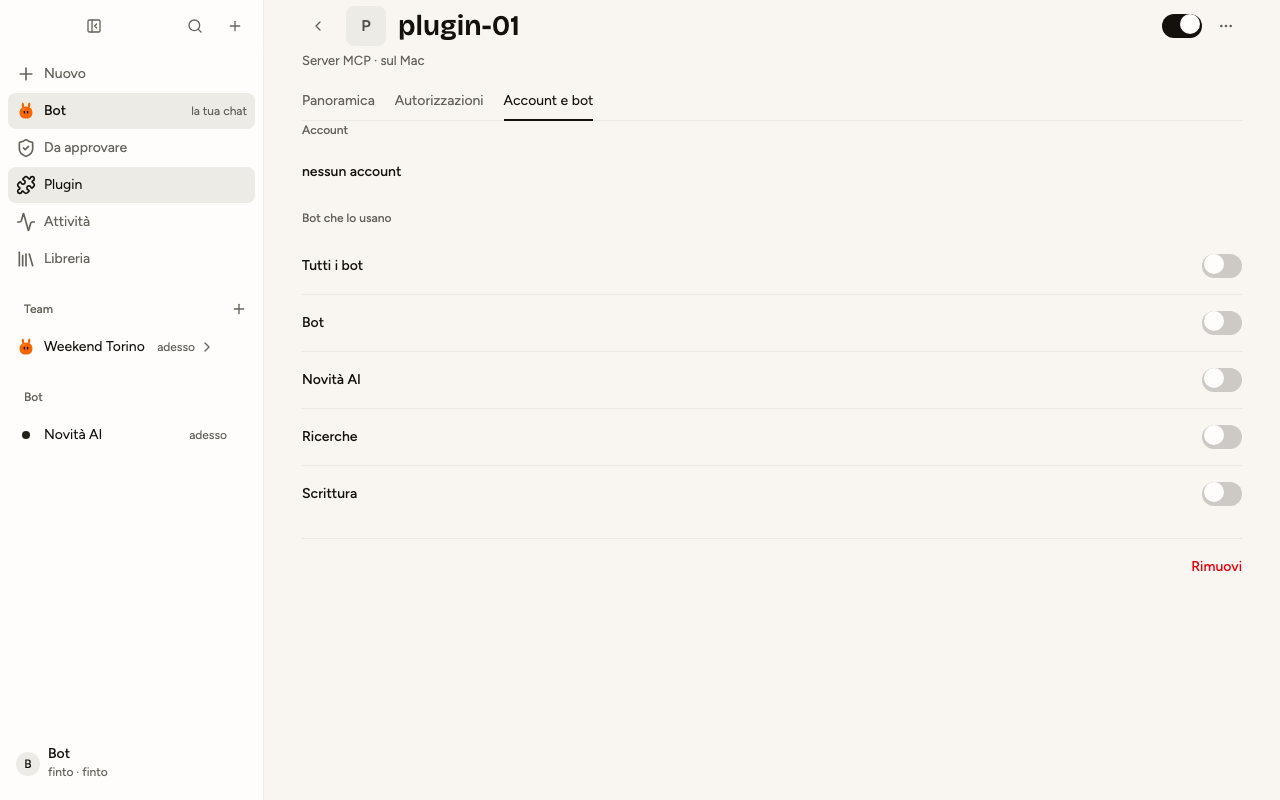 Nuovo
Bot la tua chat
Da approvare
Plugin
Attività
Libreria
Team
Weekend Torino adesso
Bot
Novità AI adesso
B
Bot
finto · finto
P
plugin-01
Server MCP · sul Mac
Panoramica Autorizzazioni Account e bot
Account
nessun account
Bot che lo usano
Tutti i bot
Bot
Novità AI
Ricerche
Scrittura
Rimuovi